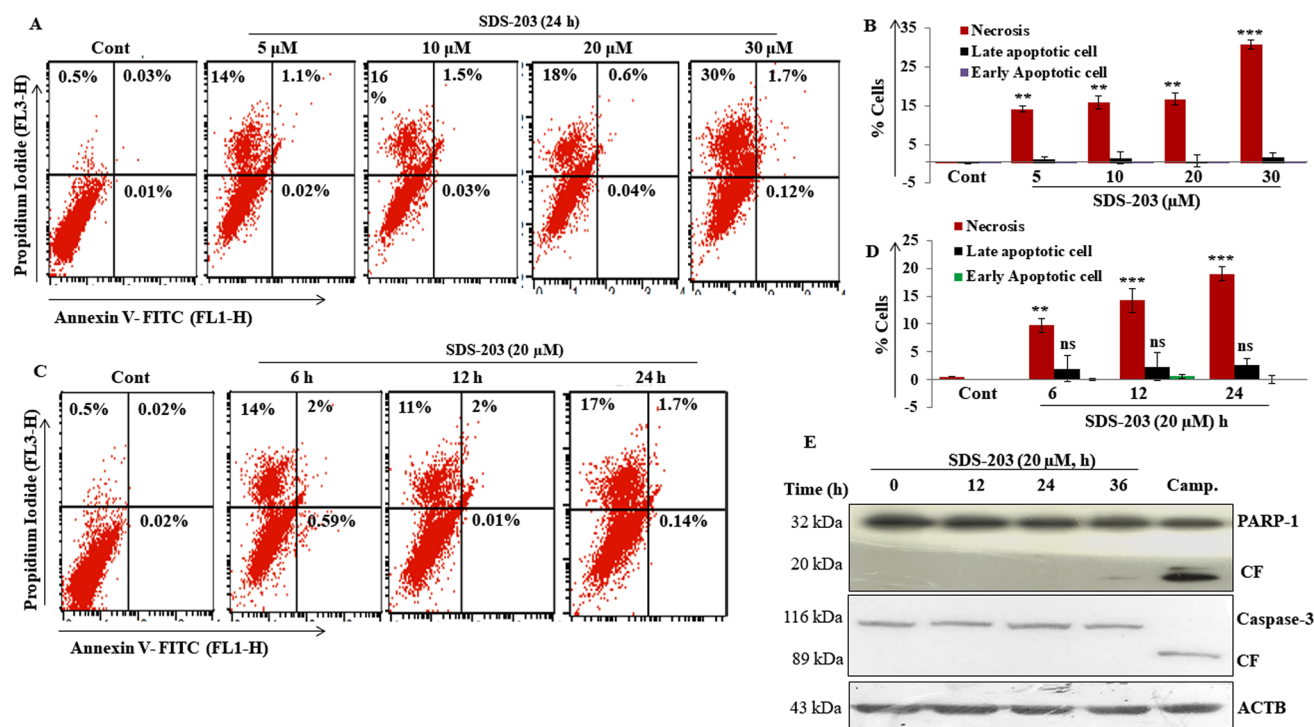 A
SDS-203 (24 h)
Cont
5 μM
10 μM
20 μM
30 μM
0.5%
0.03%
0.01%
14%
1.1%
0.02%
16
%
1.5%
0.03%
18%
0.6%
0.04%
30%
1.7%
0.12%
Propidium Iodide (FL3-H)
0 1 2 3 4
Annexin V- FITC (FL1-H)
B
Necrosis
Late apoptotic cell
Early Apoptotic cell
% Cells
35
25
15
5
-5
** ** ** ***
Cont 5 10 20 30
SDS-203 (μM)
C
SDS-203 (20 μM)
Cont
6 h
12 h
24 h
0.5%
0.02%
0.02%
14%
2%
0.59%
11%
2%
0.01%
17%
1.7%
0.14%
Propidium Iodide (FL3-H)
Annexin V- FITC (FL1-H)
D
Necrosis
Late apoptotic cell
Early Apoptotic cell
% Cells
25
20
15
10
5
0
-5
** *** ***
ns ns ns
Cont 6 12 24
SDS-203 (20 μM) h
E
SDS-203 (20 μM, h)
Time (h) 0 12 24 36 Camp.
32 kDa PARP-1
20 kDa CF
116 kDa Caspase-3
89 kDa CF
43 kDa ACTB